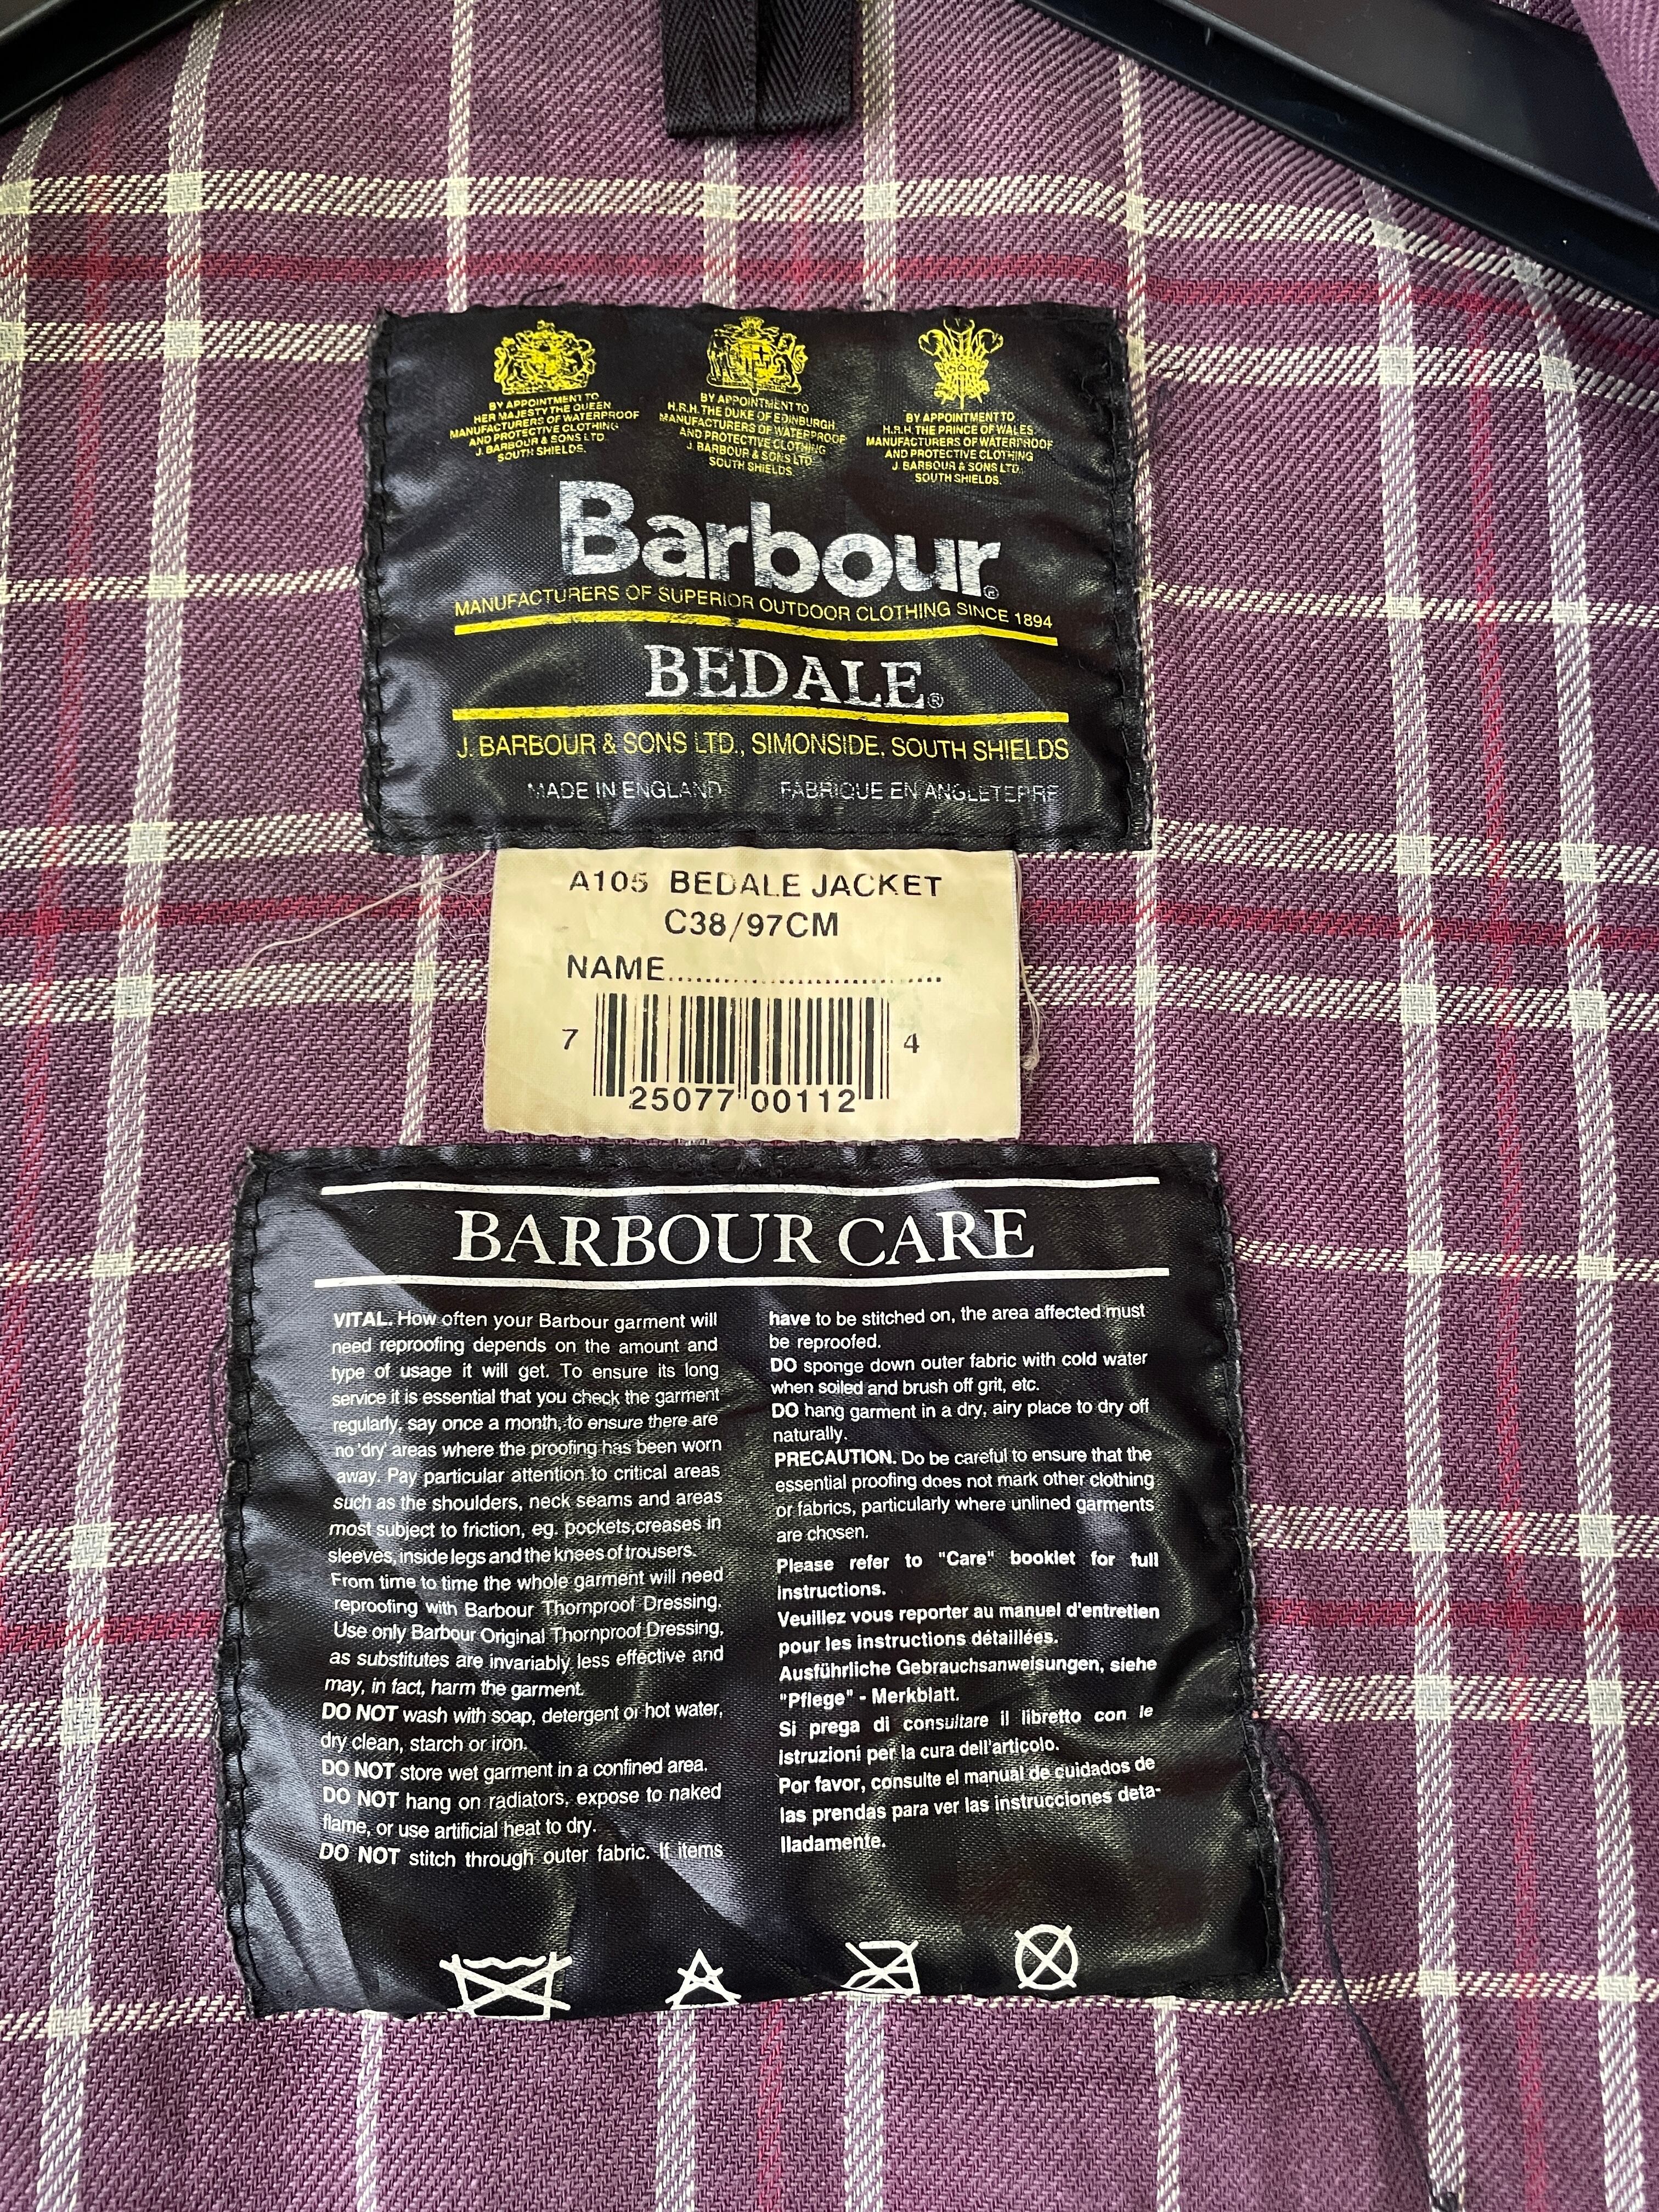 BY APPOINTMENT TO
HER MAJESTY THE QUEEN
MANUFACTURERS OF WATERPROOF
AND PROTECTIVE CLOTHING
J. BARBOUR & SONS LTD.
SOUTH SHIELDS.
BY APPOINTMENT TO
H.R.H. THE DUKE OF EDINBURGH
MANUFACTURERS OF WATERPROOF
AND PROTECTIVE CLOTHING
J. BARBOUR & SONS LTD.
SOUTH SHIELDS.
BY APPOINTMENT TO
H.R.H. THE PRINCE OF WALES.
MANUFACTURERS OF WATERPROOF
AND PROTECTIVE CLOTHING
J. BARBOUR & SONS LTD.
SOUTH SHIELDS.
Barbour®
MANUFACTURERS OF SUPERIOR OUTDOOR CLOTHING SINCE 1894
BEDALE®
J. BARBOUR & SONS LTD., SIMONSIDE, SOUTH SHIELDS
MADE IN ENGLAND FABRIQUE EN ANGLETERRE
A105 BEDALE JACKET
C38/97CM
NAME................................
7 25077 00112 4
BARBOUR CARE
VITAL. How often your Barbour garment will
need reproofing depends on the amount and
type of usage it will get. To ensure its long
service it is essential that you check the garment
regularly, say once a month, to ensure there are
no 'dry' areas where the proofing has been worn
away. Pay particular attention to critical areas
such as the shoulders, neck seams and areas
most subject to friction, eg. pockets,creases in
sleeves, inside legs and the knees of trousers.
From time to time the whole garment will need
reproofing with Barbour Thornproof Dressing.
Use only Barbour Original Thornproof Dressing,
as substitutes are invariably less effective and
may, in fact, harm the garment.
DO NOT wash with soap, detergent or hot water,
dry clean, starch or iron.
DO NOT store wet garment in a confined area.
DO NOT hang on radiators, expose to naked
flame, or use artificial heat to dry.
DO NOT stitch through outer fabric. If items
have to be stitched on, the area affected must
be reproofed.
DO sponge down outer fabric with cold water
when soiled and brush off grit, etc.
DO hang garment in a dry, airy place to dry off
naturally.
PRECAUTION. Do be careful to ensure that the
essential proofing does not mark other clothing
or fabrics, particularly where unlined garments
are chosen.
Please refer to "Care" booklet for full
instructions.
Veuillez vous reporter au manuel d'entretien
pour les instructions détaillées.
Ausführliche Gebrauchsanweisungen, siehe
"Pflege" - Merkblatt.
Si prega di consultare il libretto con le
istruzioni per la cura dell'articolo.
Por favor, consulte el manual de cuidados de
las prendas para ver las instrucciones deta-
lladamente.